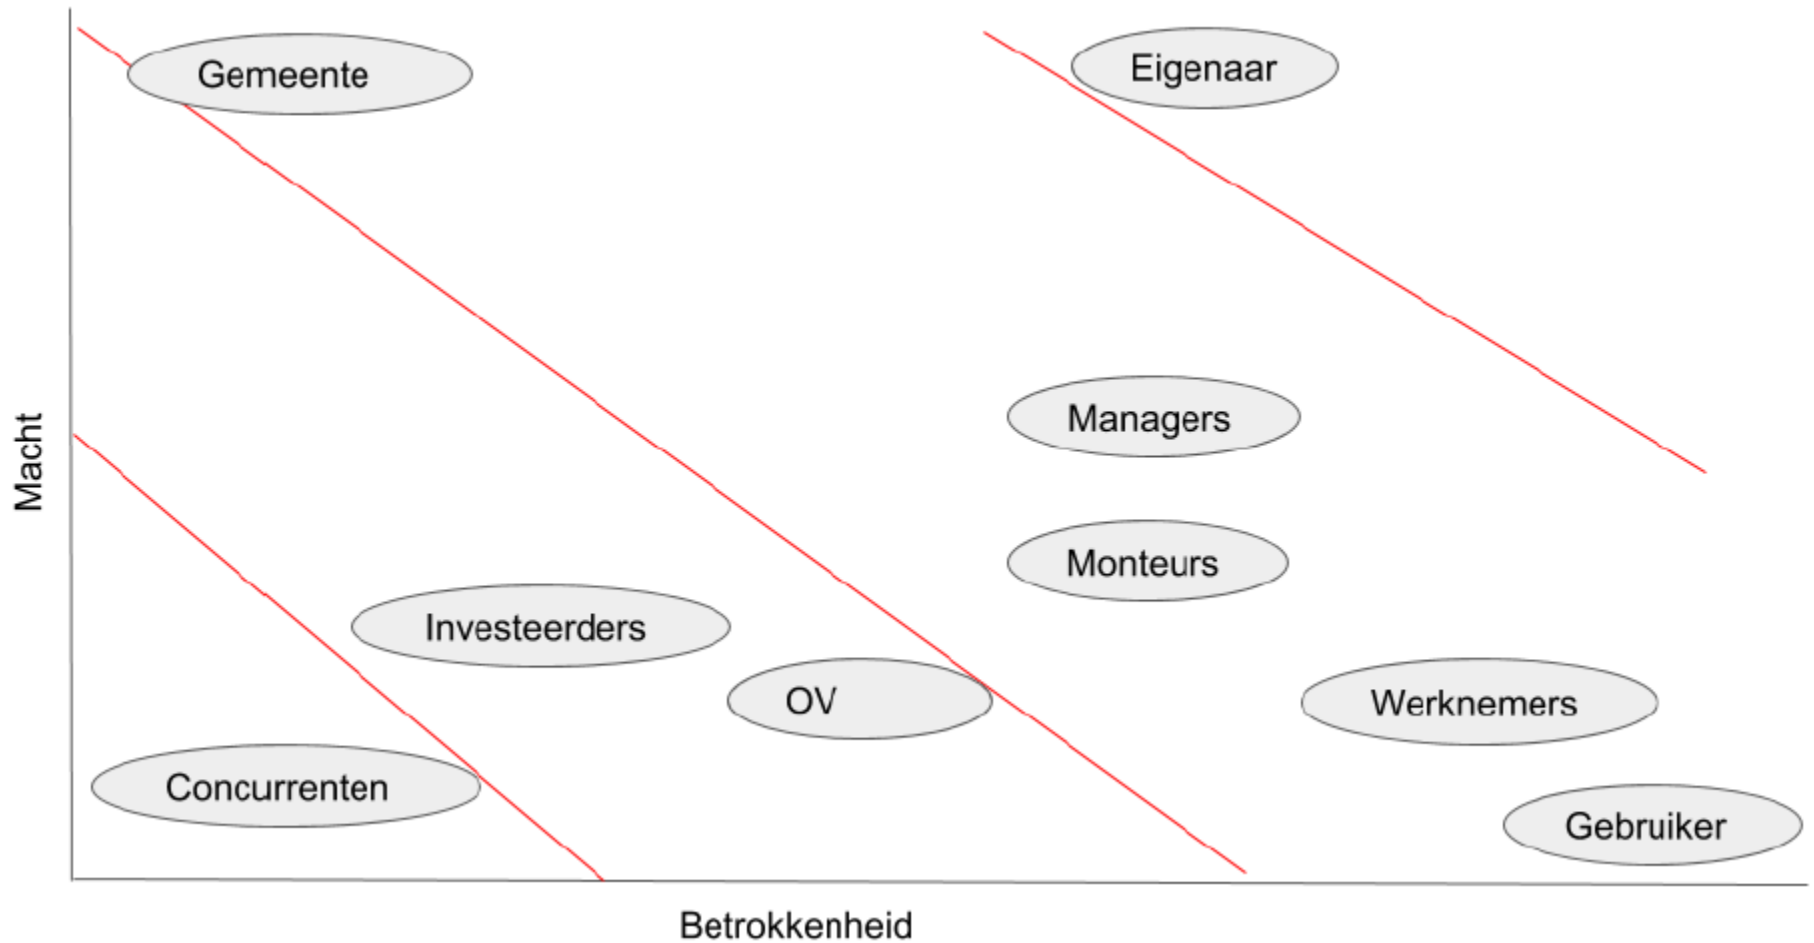 Gemeente
Eigenaar
Managers
Macht
Monteurs
Investeerders
OV
Werknemers
Concurrenten
Gebruiker
Betrokkenheid